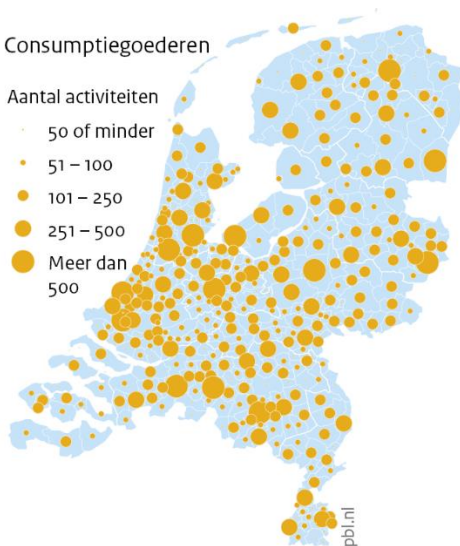 Consumptiegoederen
Aantal activiteiten
50 of minder
51 – 100
101 – 250
251 – 500
Meer dan
500
pbl.nl